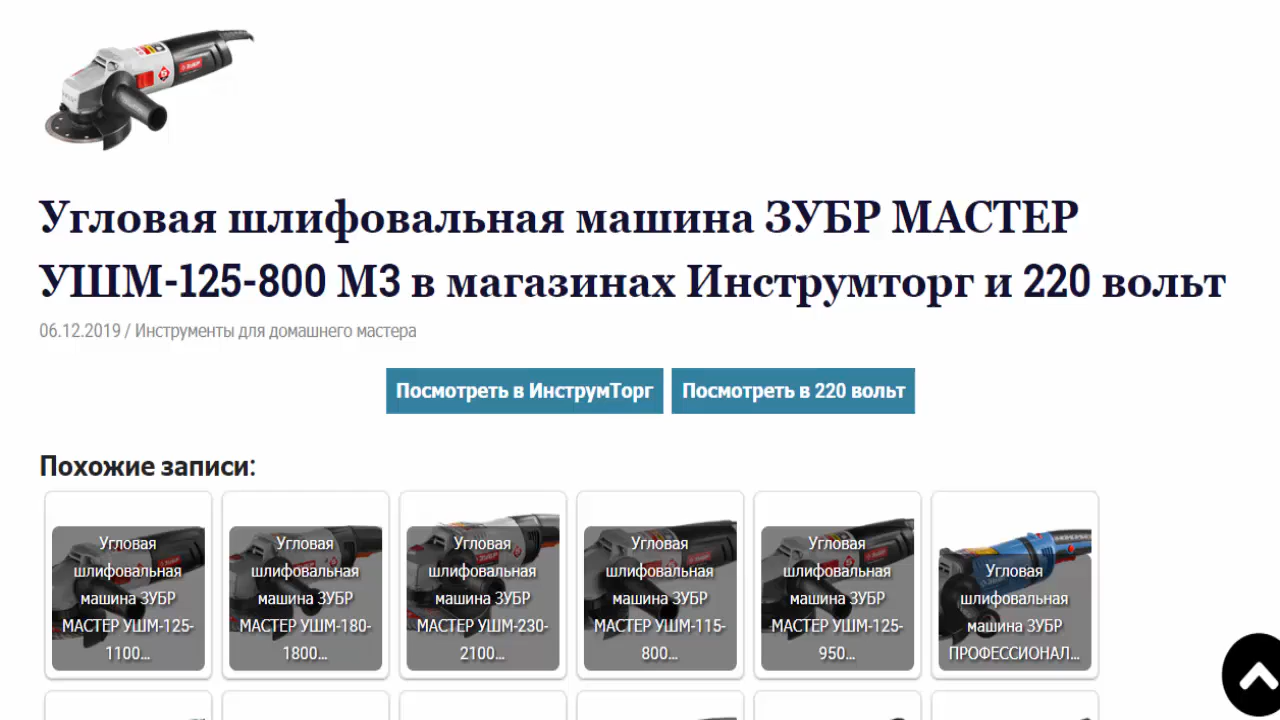 Угловая шлифовальная машина ЗУБР МАСТЕР
УШМ-125-800 М3 в магазинах Инструмторг и 220 вольт
06.12.2019 / Инструменты для домашнего мастера
Посмотреть в ИнструмТорг
Посмотреть в 220 вольт
Похожие записи:
Угловая
шлифовальная
машина ЗУБР
МАСТЕР УШМ-125-
1100...
Угловая
шлифовальная
машина ЗУБР
МАСТЕР УШМ-180-
1800...
Угловая
шлифовальная
машина ЗУБР
МАСТЕР УШМ-230-
2100...
Угловая
шлифовальная
машина ЗУБР
МАСТЕР УШМ-115-
800...
Угловая
шлифовальная
машина ЗУБР
МАСТЕР УШМ-125-
950...
Угловая
шлифовальная
машина ЗУБР
ПРОФЕССИОНАЛ...